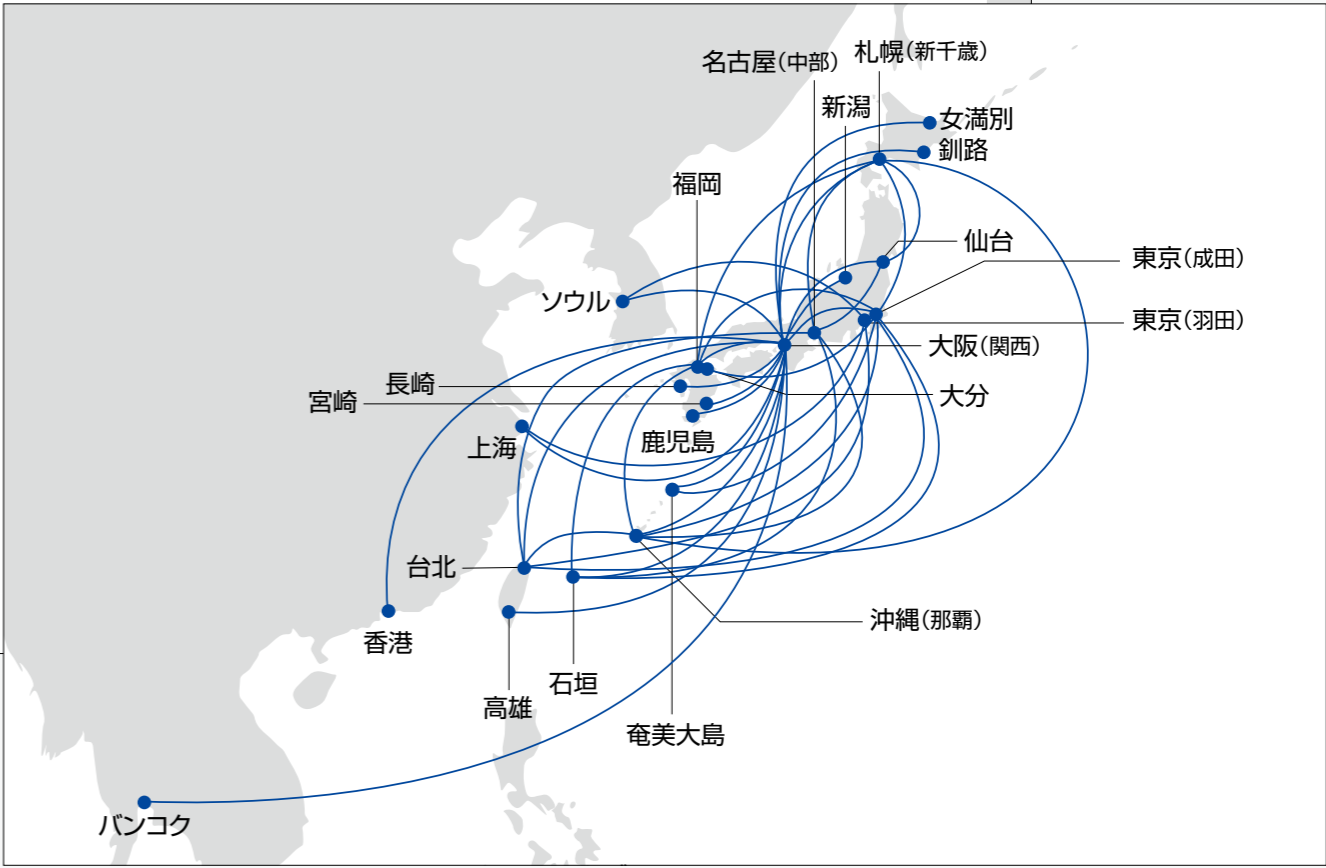 名古屋(中部)
札幌(新千歳)
新潟
女満別
釧路
福岡
仙台
東京(成田)
ソウル
東京(羽田)
大阪(関西)
長崎
大分
宮崎
上海
鹿児島
台北
沖縄(那覇)
香港
石垣
高雄
奄美大島
バンコク